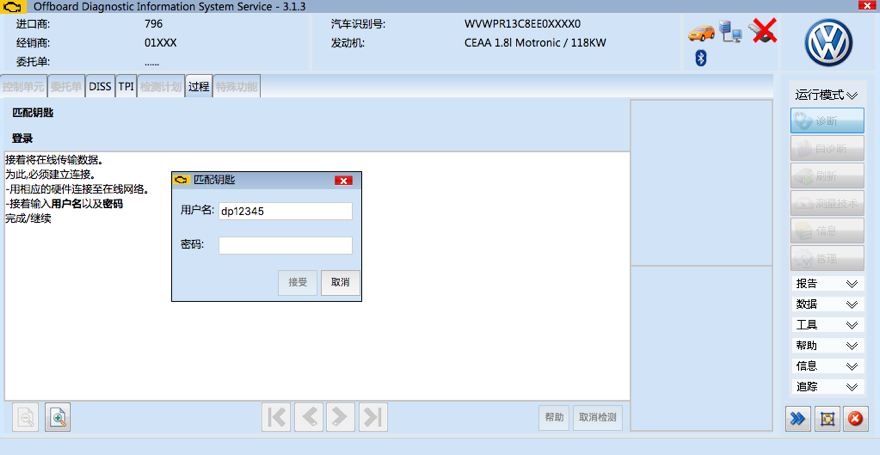 Offboard Diagnostic Information System Service - 3.1.3
进口商: 796 汽车识别号: WVWPR13C8EE0XXXX0
经销商: 01XXX 发动机: CEAA 1.8l Motronic / 118KW
委托单: ......
控制单元 委托单 DISS TPI 检测计划 过程 特殊功能
运行模式
匹配钥匙
诊断
登录
自诊断
接着将在线传输数据。
为此,必须建立连接。
-用相应的硬件连接至在线网络。
-接着输入用户名以及密码
完成/继续
匹配钥匙
用户名: dp12345
密码:
接受 取消
刷新
测量技术
信息
管理
报告
数据
工具
帮助
信息
追踪
帮助 取消检测